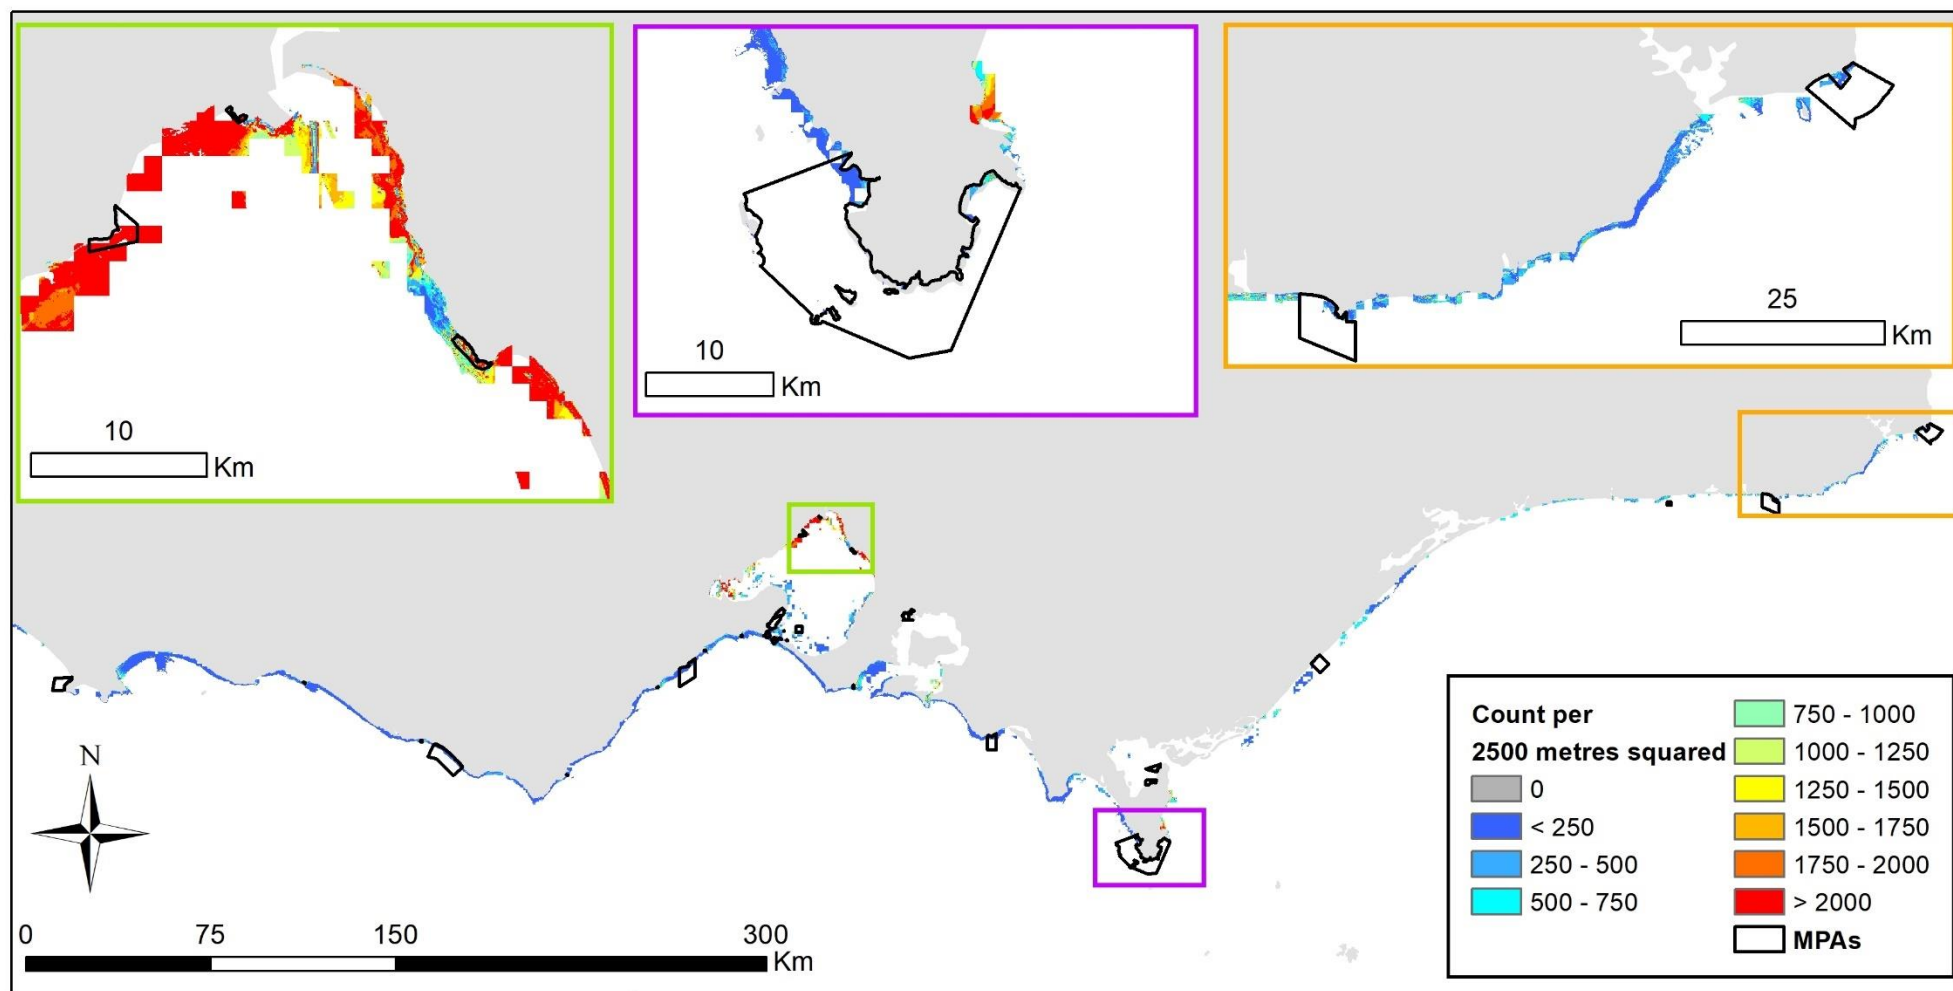 10
Km
10
Km
25
Km
N
0 75 150 300
Km
Count per
2500 metres squared
0
< 250
250 - 500
500 - 750
750 - 1000
1000 - 1250
1250 - 1500
1500 - 1750
1750 - 2000
> 2000
MPAs